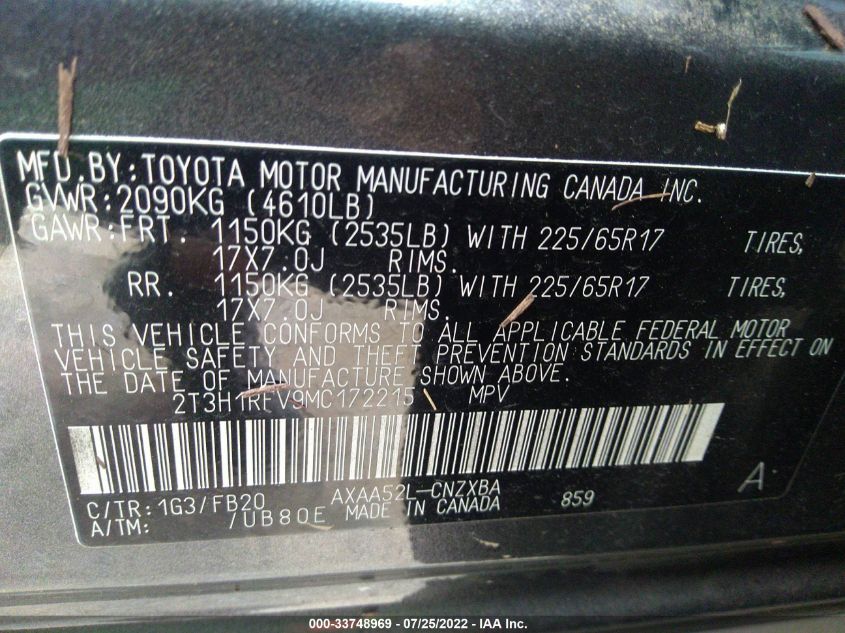 MFD.BY:TOYOTA MOTOR MANUFACTURING CANADA INC.
GVWR:2090KG (4610LB)
GAWR:FRT. 1150KG (2535LB) WITH 225/65R17 TIRES,
17X7.0J RIMS.
RR. 1150KG (2535LB) WITH 225/65R17 TIRES,
17X7.0J RIMS.
THIS VEHICLE CONFORMS TO ALL APPLICABLE FEDERAL MOTOR
VEHICLE SAFETY AND THEFT PREVENTION STANDARDS IN EFFECT ON
THE DATE OF MANUFACTURE SHOWN ABOVE.
2T3H1RFV9MC172215 MPV
C/TR:1G3/FB20 AXAA52L-CNZXBA 859 A
A/TM: /UB80E MADE IN CANADA
000-33748969 - 07/25/2022 - IAA Inc.